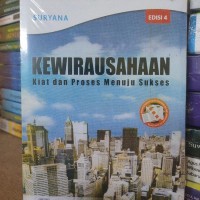 SURYANA
EDISI 4
KEWIRAUSAHAAN
Kiat dan Proses Menuju Sukses